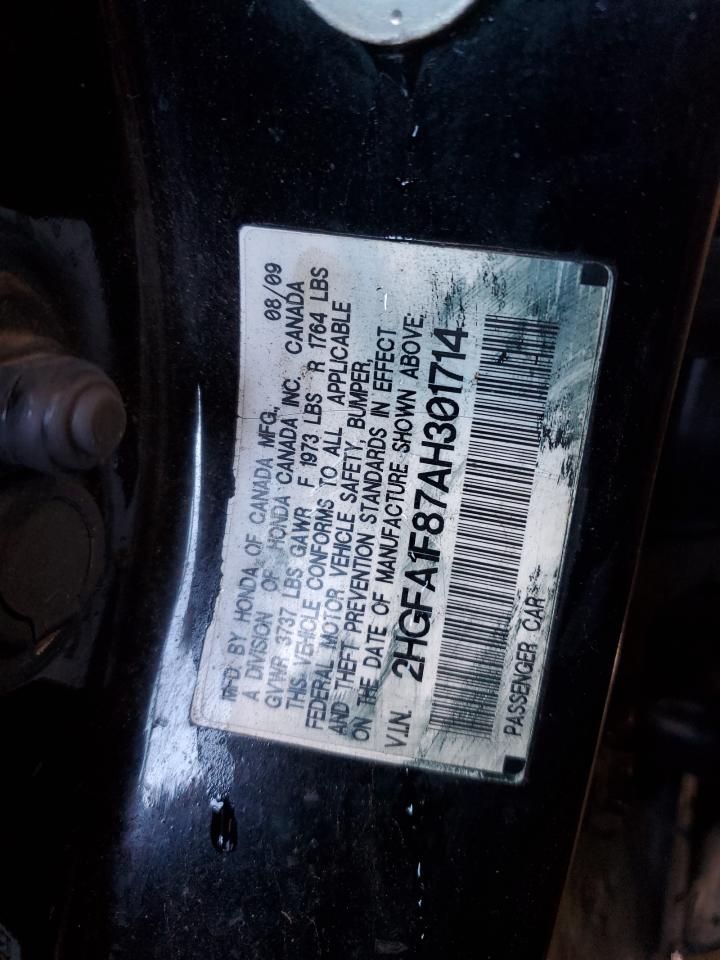 MFD BY HONDA OF CANADA MFG., 08/09
A DIVISION OF HONDA CANADA INC. CANADA
GVWR 3737 LBS GAWR F 1973 LBS R 1764 LBS
THIS VEHICLE CONFORMS TO ALL APPLICABLE
FEDERAL MOTOR VEHICLE SAFETY, BUMPER,
AND THEFT PREVENTION STANDARDS IN EFFECT
ON THE DATE OF MANUFACTURE SHOWN ABOVE.
V.I.N. 2HGFA1F87AH301714
PASSENGER CAR